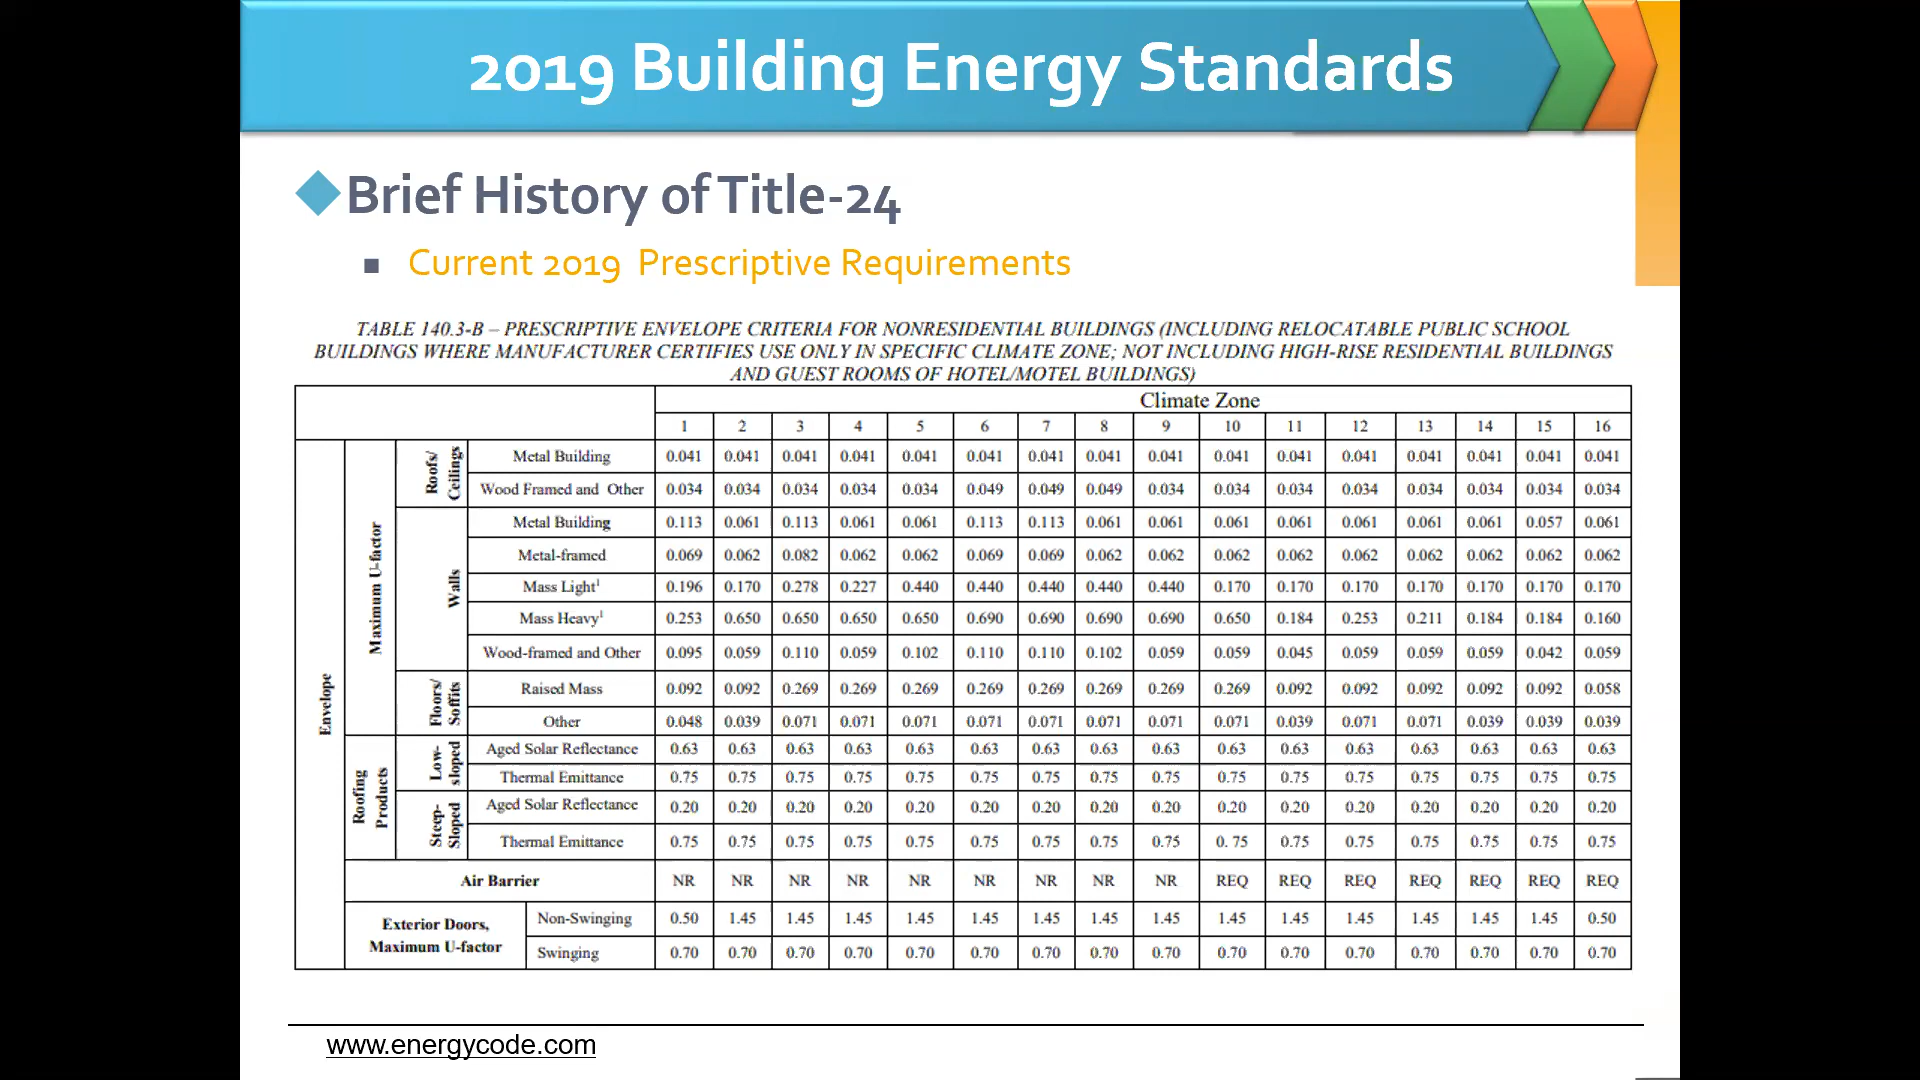 2019 Building Energy Standards
Brief History of Title-24
Current 2019 Prescriptive Requirements
TABLE 140.3-B – PRESCRIPTIVE ENVELOPE CRITERIA FOR NONRESIDENTIAL BUILDINGS (INCLUDING RELOCATABLE PUBLIC SCHOOL
BUILDINGS WHERE MANUFACTURER CERTIFIES USE ONLY IN SPECIFIC CLIMATE ZONE; NOT INCLUDING HIGH-RISE RESIDENTIAL BUILDINGS
AND GUEST ROOMS OF HOTEL/MOTEL BUILDINGS)
Climate Zone
1 2 3 4 5 6 7 8 9 10 11 12 13 14 15 16
Envelope
Maximum U-factor
Roofs/
Ceilings
Metal Building 0.041 0.041 0.041 0.041 0.041 0.041 0.041 0.041 0.041 0.041 0.041 0.041 0.041 0.041 0.041 0.041
Wood Framed and Other 0.034 0.034 0.034 0.034 0.034 0.049 0.049 0.049 0.034 0.034 0.034 0.034 0.034 0.034 0.034 0.034
Walls
Metal Building 0.113 0.061 0.113 0.061 0.061 0.113 0.113 0.061 0.061 0.061 0.061 0.061 0.061 0.061 0.057 0.061
Metal-framed 0.069 0.062 0.082 0.062 0.062 0.069 0.069 0.062 0.062 0.062 0.062 0.062 0.062 0.062 0.062 0.062
Mass Light¹ 0.196 0.170 0.278 0.227 0.440 0.440 0.440 0.440 0.440 0.170 0.170 0.170 0.170 0.170 0.170 0.170
Mass Heavy¹ 0.253 0.650 0.650 0.650 0.650 0.690 0.690 0.690 0.690 0.650 0.184 0.253 0.211 0.184 0.184 0.160
Wood-framed and Other 0.095 0.059 0.110 0.059 0.102 0.110 0.110 0.102 0.059 0.059 0.045 0.059 0.059 0.059 0.042 0.059
Floors/
Soffits
Raised Mass 0.092 0.092 0.269 0.269 0.269 0.269 0.269 0.269 0.269 0.269 0.092 0.092 0.092 0.092 0.092 0.058
Other 0.048 0.039 0.071 0.071 0.071 0.071 0.071 0.071 0.071 0.071 0.039 0.071 0.071 0.039 0.039 0.039
Roofing
Products
Low-
sloped
Aged Solar Reflectance 0.63 0.63 0.63 0.63 0.63 0.63 0.63 0.63 0.63 0.63 0.63 0.63 0.63 0.63 0.63 0.63
Thermal Emittance 0.75 0.75 0.75 0.75 0.75 0.75 0.75 0.75 0.75 0.75 0.75 0.75 0.75 0.75 0.75 0.75
Steep-
Sloped
Aged Solar Reflectance 0.20 0.20 0.20 0.20 0.20 0.20 0.20 0.20 0.20 0.20 0.20 0.20 0.20 0.20 0.20 0.20
Thermal Emittance 0.75 0.75 0.75 0.75 0.75 0.75 0.75 0.75 0.75 0. 75 0.75 0.75 0.75 0.75 0.75 0.75
Air Barrier NR NR NR NR NR NR NR NR NR REQ REQ REQ REQ REQ REQ REQ
Exterior Doors,
Maximum U-factor
Non-Swinging 0.50 1.45 1.45 1.45 1.45 1.45 1.45 1.45 1.45 1.45 1.45 1.45 1.45 1.45 1.45 0.50
Swinging 0.70 0.70 0.70 0.70 0.70 0.70 0.70 0.70 0.70 0.70 0.70 0.70 0.70 0.70 0.70 0.70
www.energycode.com